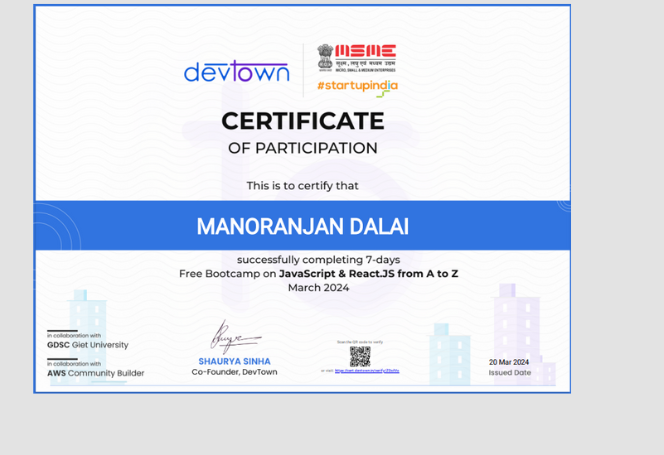 devtown
MSME
सूक्ष्म, लघु एवं मध्यम उद्यम
MICRO, SMALL & MEDIUM ENTERPRISES
#startupindia
CERTIFICATE
OF PARTICIPATION
This is to certify that
MANORANJAN DALAI
successfully completing 7-days
Free Bootcamp on JavaScript & React.JS from A to Z
March 2024
In collaboration with
GDSC Giet University
In collaboration with
AWS Community Builder
SHAURYA SINHA
Co-Founder, DevTown
Scan the QR code to verify
20 Mar 2024
Issued Date